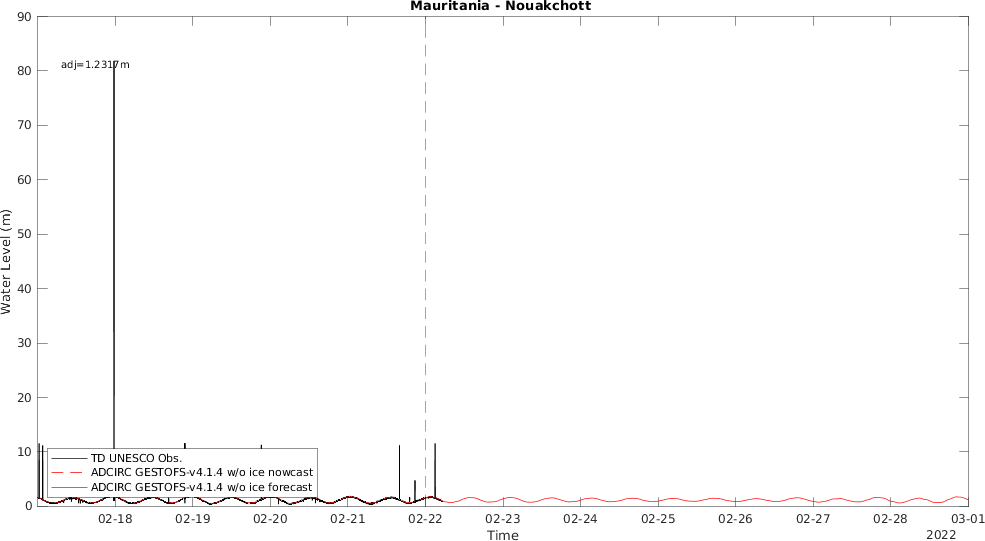 Mauritania - Nouakchott
90
80
70
60
50
40
30
20
10
0
Water Level (m)
adj=1.2317m
TD UNESCO Obs.
ADCIRC GESTOFS-v4.1.4 w/o ice nowcast
ADCIRC GESTOFS-v4.1.4 w/o ice forecast
02-18 02-19 02-20 02-21 02-22 02-23 02-24 02-25 02-26 02-27 02-28 03-01
Time
2022